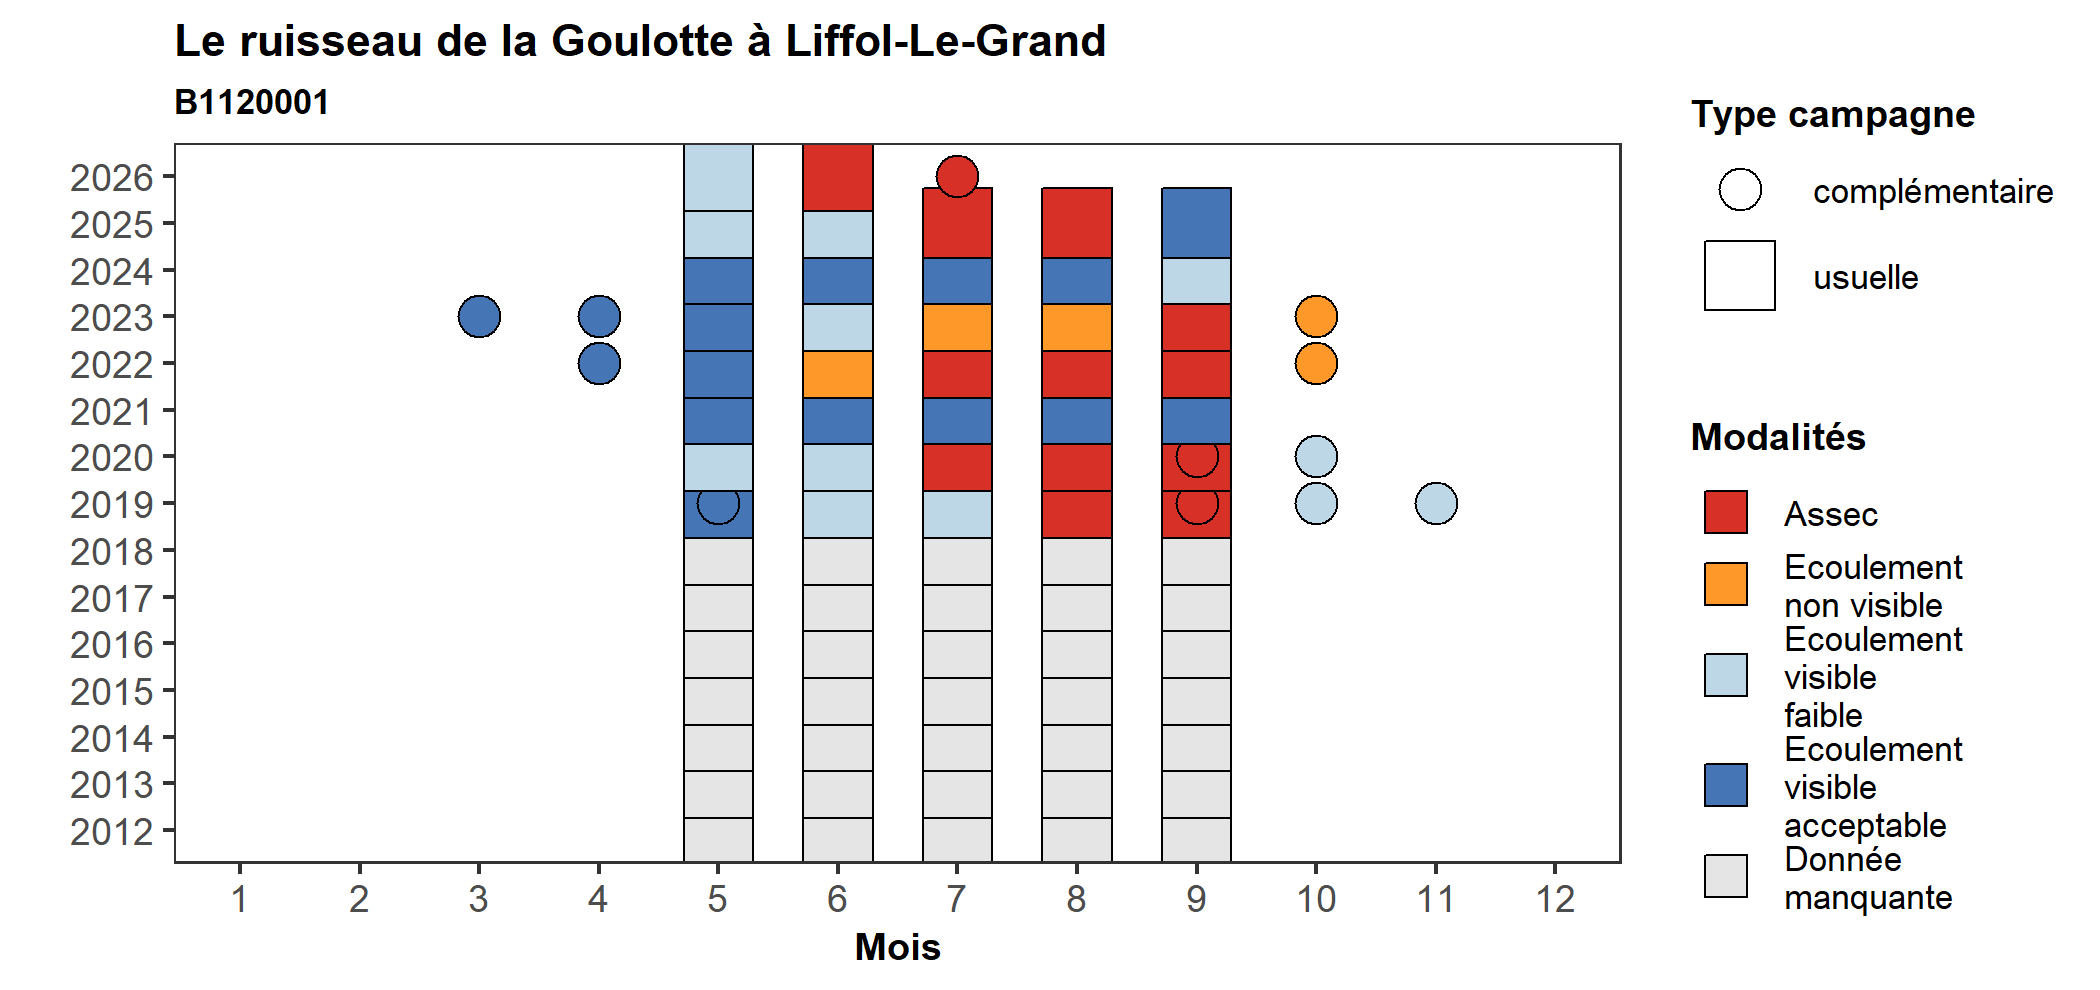 Le ruisseau de la Goulotte à Liffol-Le-Grand
B1120001
2026
2025
2024
2023
2022
2021
2020
2019
2018
2017
2016
2015
2014
2013
2012
1 2 3 4 5 6 7 8 9 10 11 12
Mois
Type campagne
complémentaire
usuelle
Modalités
Assec
Ecoulement
non visible
Ecoulement
visible
faible
Ecoulement
visible
acceptable
Donnée
manquante